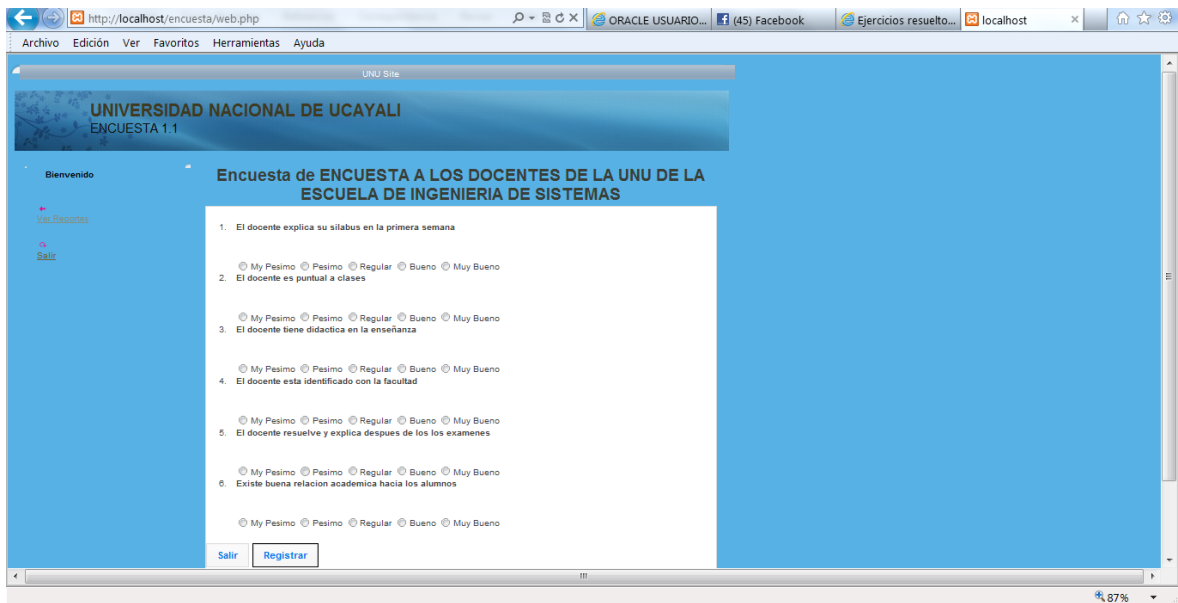 http://localhost/encuesta/web.php
ORACLE USUARIO...
(45) Facebook
Ejercicios resuelto...
localhost
Archivo Edición Ver Favoritos Herramientas Ayuda
UNU Site
UNIVERSIDAD NACIONAL DE UCAYALI
ENCUESTA 1.1
Bienvenido
Ver Reportes
Salir
Encuesta de ENCUESTA A LOS DOCENTES DE LA UNU DE LA
ESCUELA DE INGENIERIA DE SISTEMAS
1. El docente explica su silabus en la primera semana
My Pesimo Pesimo Regular Bueno Muy Bueno
2. El docente es puntual a clases
My Pesimo Pesimo Regular Bueno Muy Bueno
3. El docente tiene didactica en la enseñanza
My Pesimo Pesimo Regular Bueno Muy Bueno
4. El docente esta identificado con la facultad
My Pesimo Pesimo Regular Bueno Muy Bueno
5. El docente resuelve y explica despues de los los examenes
My Pesimo Pesimo Regular Bueno Muy Bueno
6. Existe buena relacion academica hacia los alumnos
My Pesimo Pesimo Regular Bueno Muy Bueno
Salir Registrar
87%